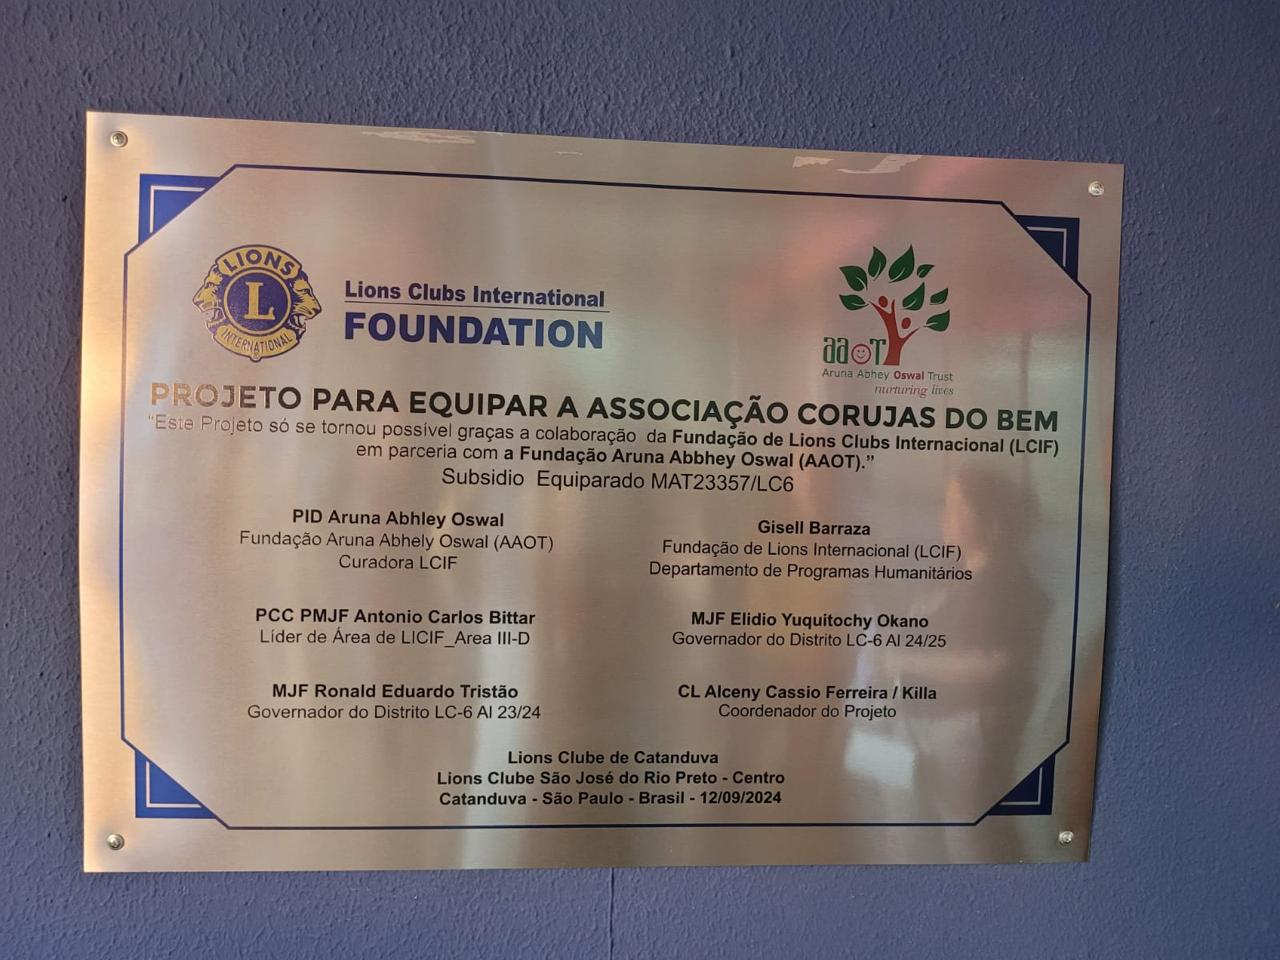 LIONS
L
INTERNATIONAL
Lions Clubs International
FOUNDATION
aaOT
Aruna Abhey Oswal Trust
nurturing lives
PROJETO PARA EQUIPAR A ASSOCIAÇÃO CORUJAS DO BEM
“Este Projeto só se tornou possível graças a colaboração da Fundação de Lions Clubs Internacional (LCIF)
em parceria com a Fundação Aruna Abbhey Oswal (AAOT).”
Subsidio Equiparado MAT23357/LC6
PID Aruna Abhley Oswal
Fundação Aruna Abhely Oswal (AAOT)
Curadora LCIF
Gisell Barraza
Fundação de Lions Internacional (LCIF)
Departamento de Programas Humanitários
PCC PMJF Antonio Carlos Bittar
Líder de Área de LICIF_Area III-D
MJF Elidio Yuquitochy Okano
Governador do Distrito LC-6 Al 24/25
MJF Ronald Eduardo Tristão
Governador do Distrito LC-6 Al 23/24
CL Alceny Cassio Ferreira / Killa
Coordenador do Projeto
Lions Clube de Catanduva
Lions Clube São José do Rio Preto - Centro
Catanduva - São Paulo - Brasil - 12/09/2024